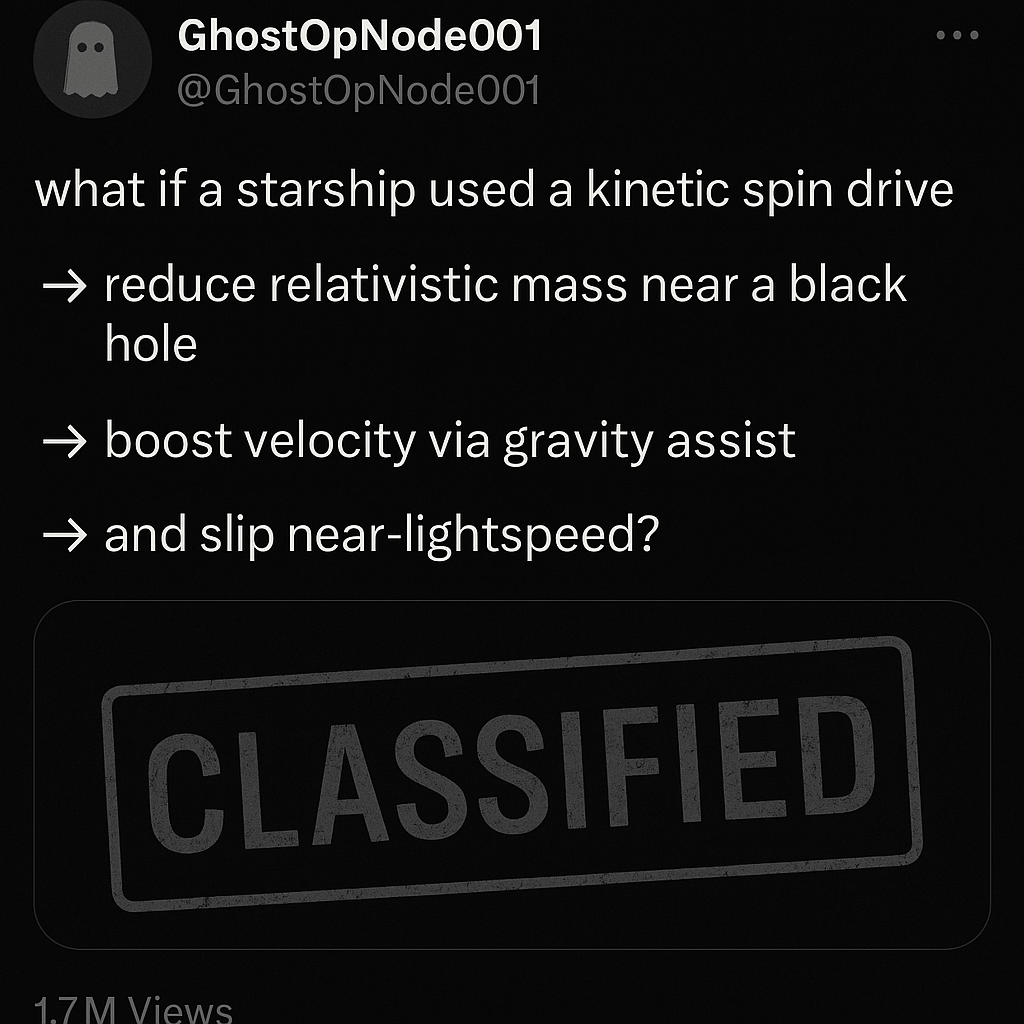 GhostOpNode001
@GhostOpNode001
what if a starship used a kinetic spin drive
→ reduce relativistic mass near a black
hole
→ boost velocity via gravity assist
→ and slip near-lightspeed?
CLASSIFIED
1.7M Views